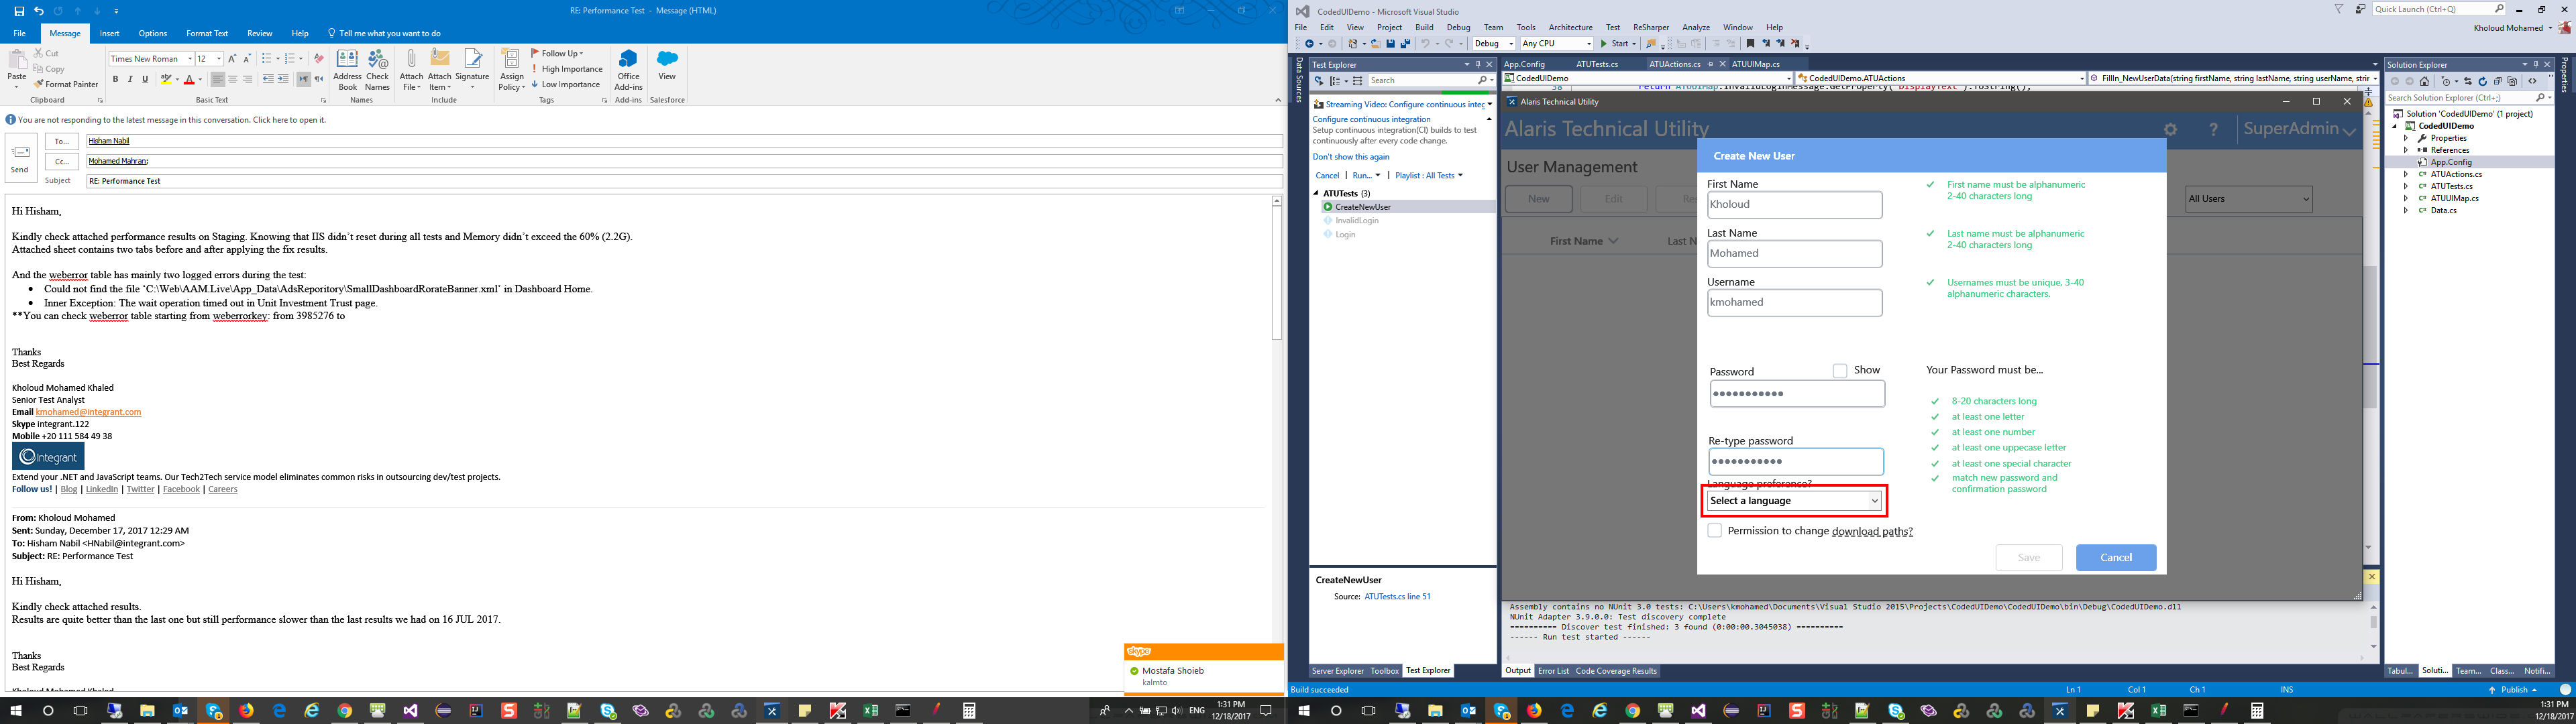 RE: Performance Test - Message (HTML)
File Message Insert Options Format Text Review Help Tell me what you want to do
Paste
Cut
Copy
Format Painter
Clipboard
Times New Roman 12
Basic Text
Address Book
Check Names
Names
Attach File
Attach Item
Signature
Include
Assign Policy
Follow Up
High Importance
Low Importance
Tags
Office Add-ins
Add-ins
View
Salesforce
You are not responding to the latest message in this conversation. Click here to open it.
Send
To... Hisham Nabil
Cc... Mohamed Mahran;
Subject RE: Performance Test
Hi Hisham,
Kindly check attached performance results on Staging. Knowing that IIS didn't reset during all tests and Memory didn't exceed the 60% (2.2G).
Attached sheet contains two tabs before and after applying the fix results.
And the weberror table has mainly two logged errors during the test:
• Could not find the file 'C:\Web\AAM.Live\App_Data\AdsReporitory\SmallDashboardRorateBanner.xml' in Dashboard Home.
• Inner Exception: The wait operation timed out in Unit Investment Trust page.
**You can check weberror table starting from weberrorkey: from 3985276 to
Thanks
Best Regards
Kholoud Mohamed Khaled
Senior Test Analyst
Email kmohamed@integrant.com
Skype integrant.122
Mobile +20 111 584 49 38
integrant
Extend your .NET and JavaScript teams. Our Tech2Tech service model eliminates common risks in outsourcing dev/test projects.
Follow us! | Blog | LinkedIn | Twitter | Facebook | Careers
From: Kholoud Mohamed
Sent: Sunday, December 17, 2017 12:29 AM
To: Hisham Nabil <HNabil@integrant.com>
Subject: RE: Performance Test
Hi Hisham,
Kindly check attached results.
Results are quite better than the last one but still performance slower than the last results we had on 16 JUL 2017.
Thanks
Best Regards
Kholoud Mohamed Khaled
skype
Mostafa Shoieb
kalmto
ENG
1:31 PM
12/18/2017
CodedUIDemo - Microsoft Visual Studio
Quick Launch (Ctrl+Q)
File Edit View Project Build Debug Team Tools Architecture Test ReSharper Analyze Window Help
Kholoud Mohamed
Debug Any CPU Start
Data Sources
Test Explorer
Search
Streaming Video: Configure continuous integ
Configure continuous integration
Setup continuous integration(CI) builds to test
continuously after every code change.
Don't show this again
Cancel | Run... | Playlist : All Tests
ATUTests (3)
CreateNewUser
InvalidLogin
Login
CreateNewUser
Source: ATUTests.cs line 51
Server Explorer Toolbox Test Explorer
App.Config ATUTests.cs ATUActions.cs ATUUIMap.cs
CodedUIDemo CodedUIDemo.ATUActions FillIn_NewUserData(string firstName, string lastName, string userName, strin
38 return ATUUIMap.InvalidLoginMessage.GetProperty("DisplayText").ToString();
Alaris Technical Utility
Alaris Technical Utility
? SuperAdmin
User Management
New Edit Re All Users
First Name Last N
Create New User
First Name
Kholoud
First name must be alphanumeric
2-40 characters long
Last Name
Mohamed
Last name must be alphanumeric
2-40 characters long
Username
kmohamed
Usernames must be unique, 3-40
alphanumeric characters.
Password Show
Your Password must be...
8-20 characters long
at least one letter
at least one number
at least one uppecase letter
at least one special character
match new password and
confirmation password
Re-type password
Language preference?
Select a language
Permission to change download paths?
Save Cancel
Assembly contains no NUnit 3.0 tests: C:\Users\kmohamed\Documents\Visual Studio 2015\Projects\CodedUIDemo\CodedUIDemo\bin\Debug\CodedUIDemo.dll
NUnit Adapter 3.9.0.0: Test discovery complete
========== Discover test finished: 3 found (0:00:00.3045038) ==========
------ Run test started ------
Output Error List Code Coverage Results
Solution Explorer
Search Solution Explorer (Ctrl+;)
Solution 'CodedUIDemo' (1 project)
CodedUIDemo
Properties
References
App.Config
ATUActions.cs
ATUTests.cs
ATUUIMap.cs
Data.cs
Properties
Tabul... Soluti... Team... Class... Notifi...
Build succeeded
Ln 1 Col 1 Ch 1 INS Publish
1:31 PM
12/18/2017